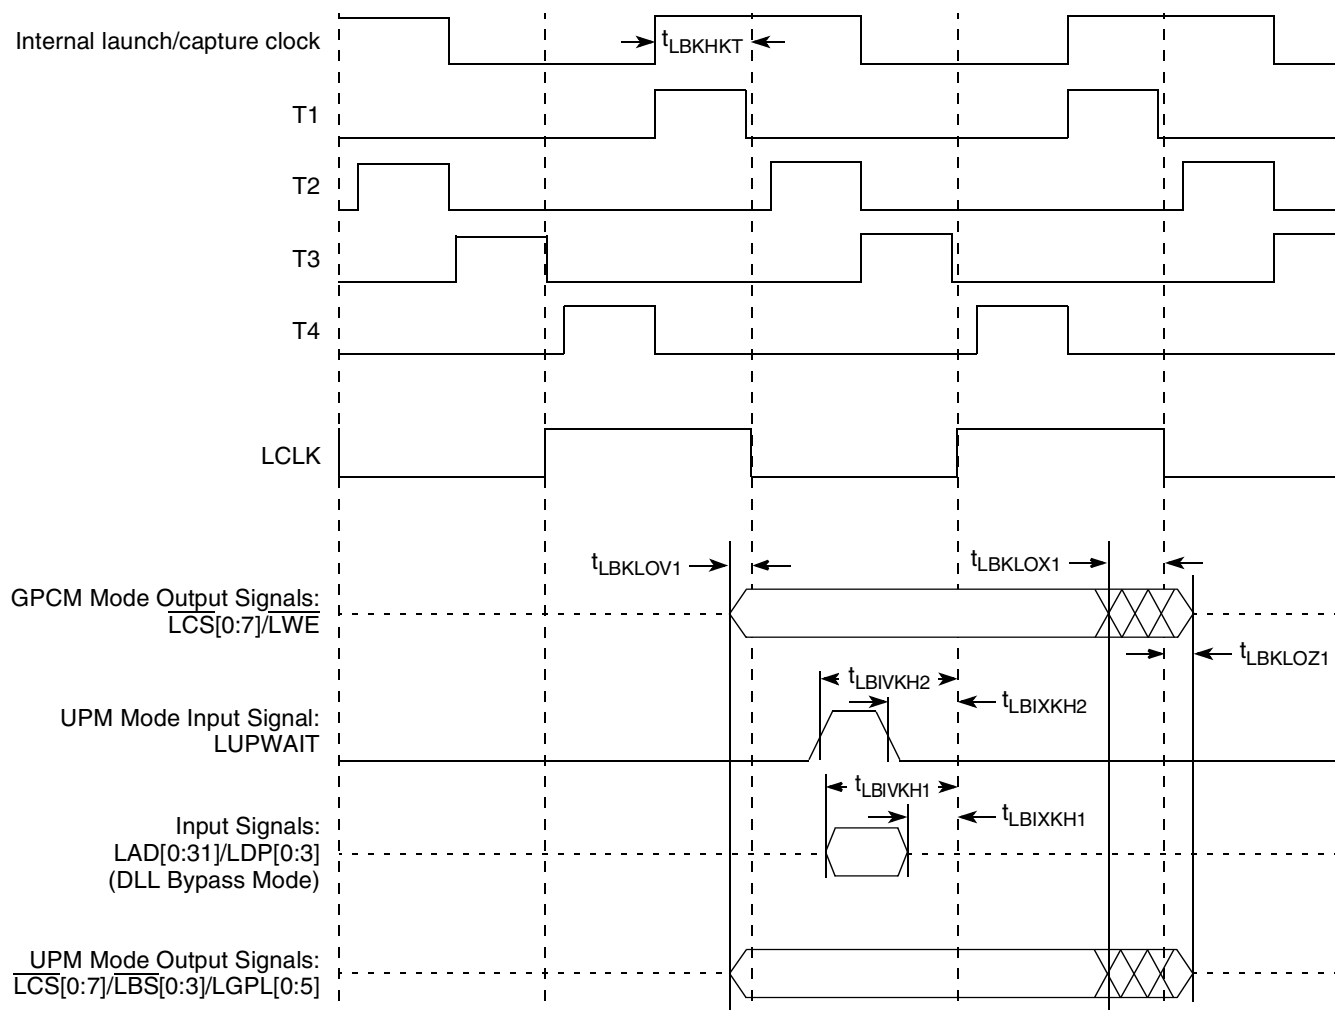 Internal launch/capture clock
tLBKHKT
T1
T2
T3
T4
LCLK
tLBKLOV1
tLBKLOX1
GPCM Mode Output Signals:
LCS[0:7]/LWE
tLBKLOZ1
tLBIVKH2
tLBIXKH2
UPM Mode Input Signal:
LUPWAIT
tLBIVKH1
tLBIXKH1
Input Signals:
LAD[0:31]/LDP[0:3]
(DLL Bypass Mode)
UPM Mode Output Signals:
LCS[0:7]/LBS[0:3]/LGPL[0:5]